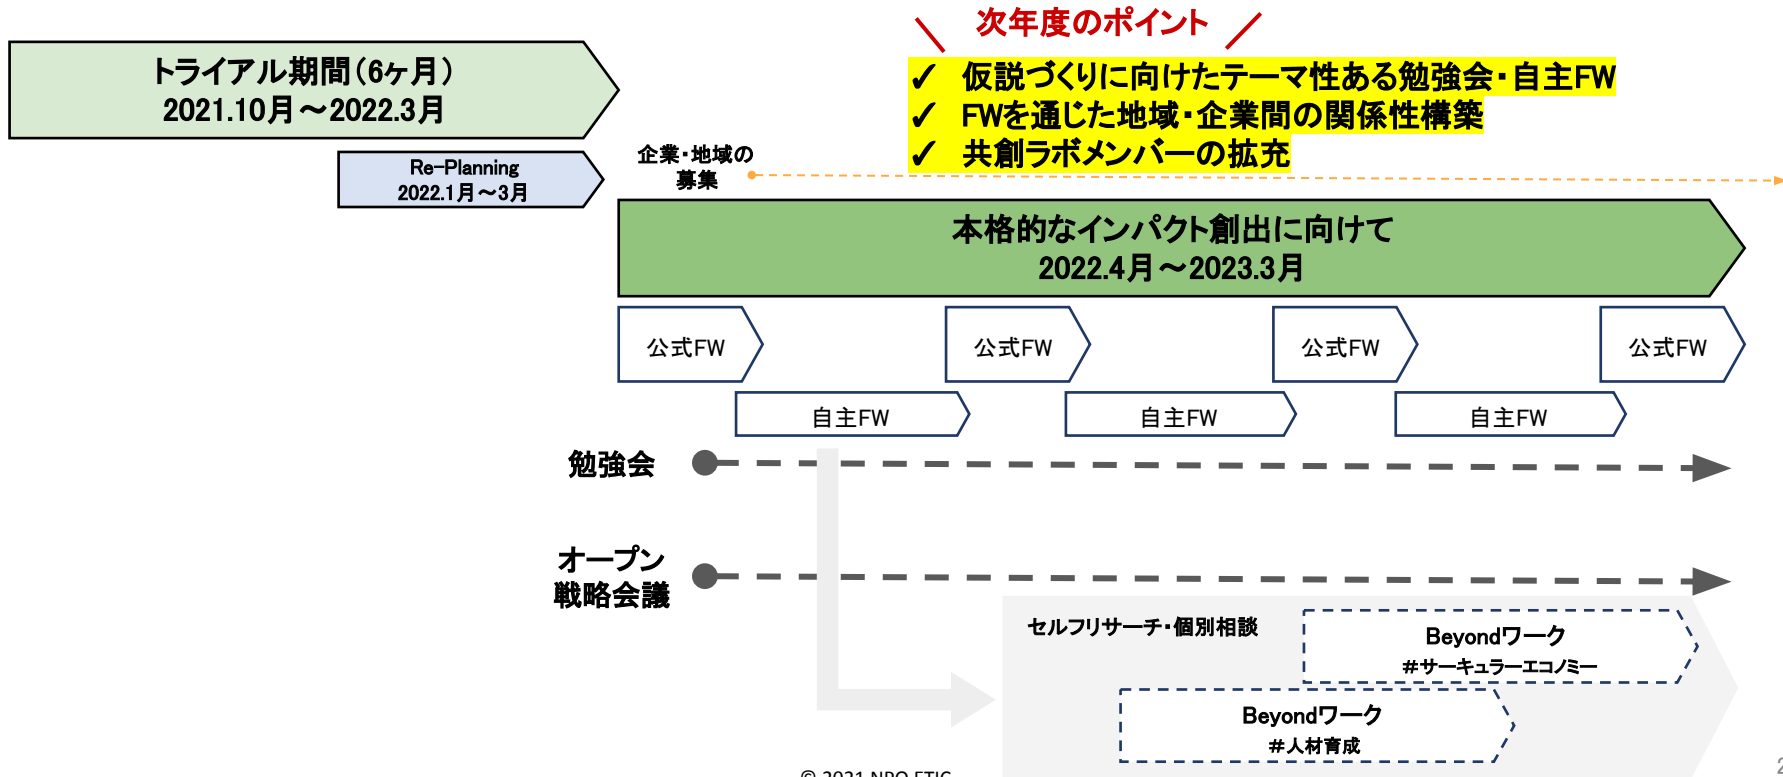 次年度のポイント
トライアル期間（6ヶ月）
2021.10月～2022.3月
✓ 仮説づくりに向けたテーマ性ある勉強会・自主FW
✓ FWを通じた地域・企業間の関係性構築
✓ 共創ラボメンバーの拡充
Re-Planning
2022.1月～3月
企業・地域の
募集
本格的なインパクト創出に向けて
2022.4月～2023.3月
公式FW
公式FW
公式FW
公式FW
自主FW
自主FW
自主FW
勉強会
オープン
戦略会議
セルフリサーチ・個別相談
Beyondワーク
＃サーキュラーエコノミー
Beyondワーク
＃人材育成
© 2021 NPO ETIC